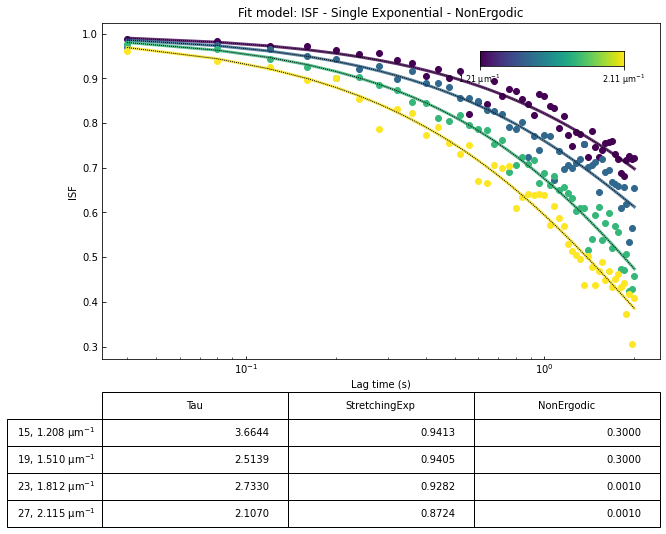 Fit model: ISF - Single Exponential - NonErgodic
1.0
0.9
0.8
0.7
0.6
0.5
0.4
0.3
ISF
21 μm⁻¹ 2.11 μm⁻¹
10⁻¹ 10⁰
Lag time (s)
Tau StretchingExp NonErgodic
15, 1.208 μm⁻¹ 3.6644 0.9413 0.3000
19, 1.510 μm⁻¹ 2.5139 0.9405 0.3000
23, 1.812 μm⁻¹ 2.7330 0.9282 0.0010
27, 2.115 μm⁻¹ 2.1070 0.8724 0.0010